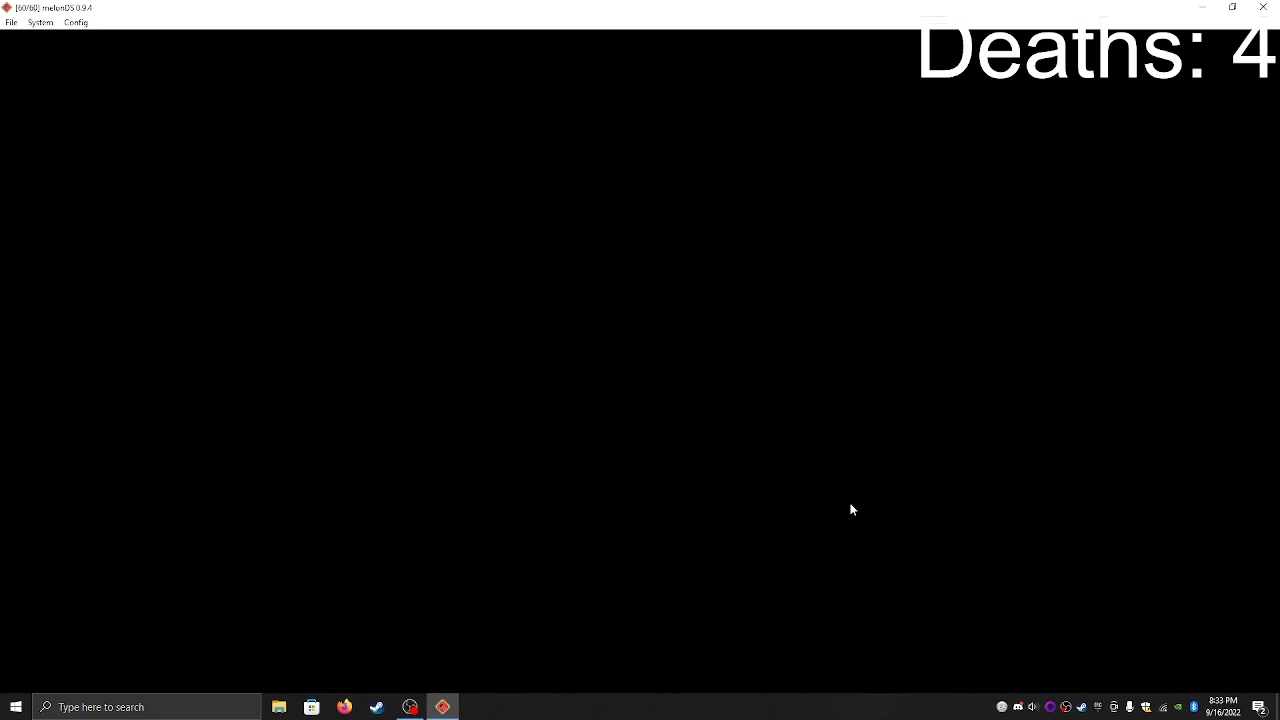 [60/60] melonDS 0.9.4
File System Config
Deaths: 4
Type here to search
8:33 PM
9/16/2022
2